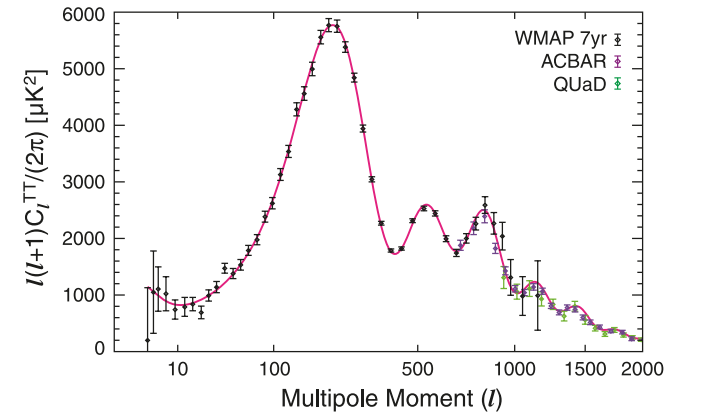 6000
5000
4000
3000
2000
1000
0
l(l+1)C_l^TT/(2π) [μK²]
WMAP 7yr
ACBAR
QUaD
10 100 500 1000 1500 2000
Multipole Moment (l)